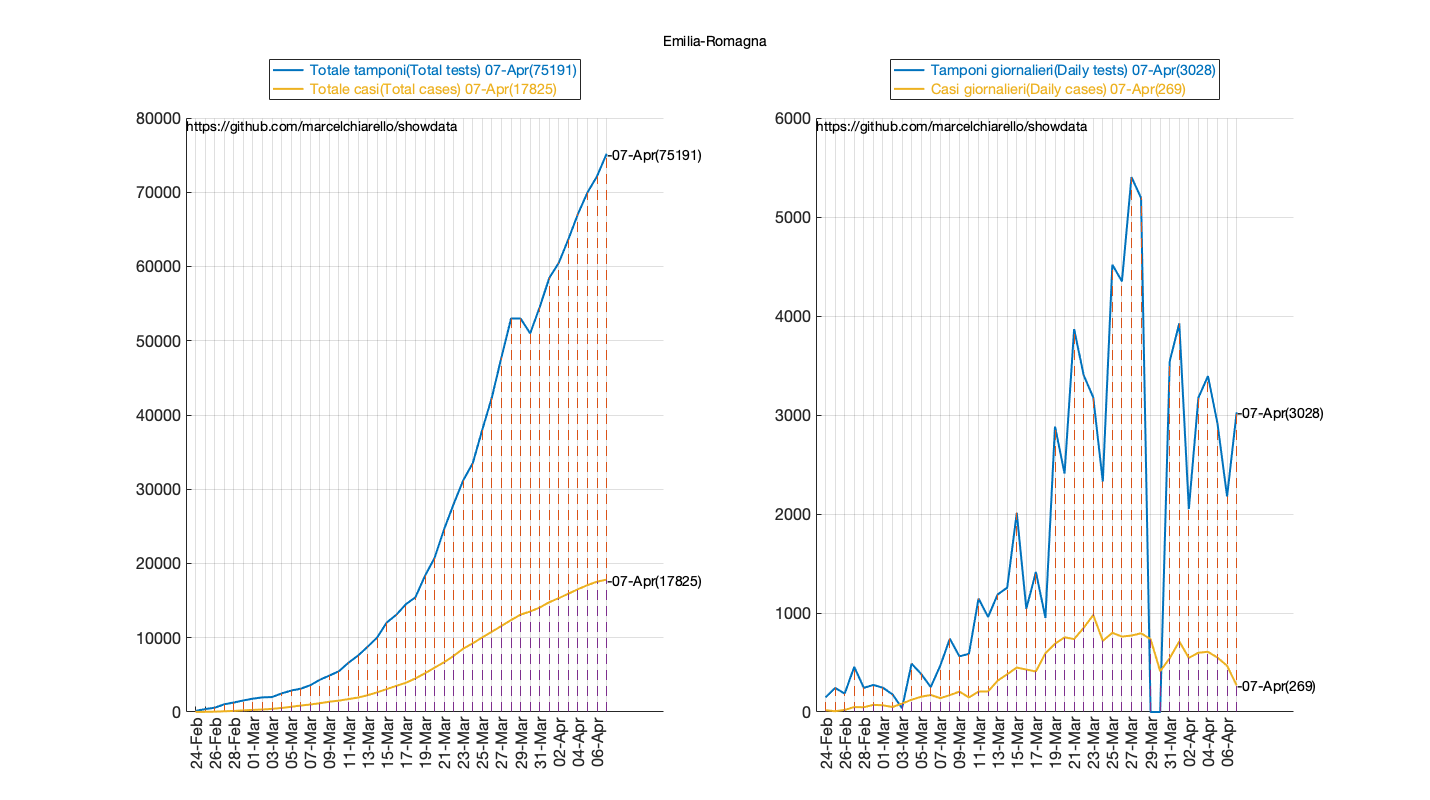 Emilia-Romagna
Totale tamponi(Total tests) 07-Apr(75191)
Totale casi(Total cases) 07-Apr(17825)
80000
70000
60000
50000
40000
30000
20000
10000
0
https://github.com/marcelchiarello/showdata
07-Apr(75191)
07-Apr(17825)
24-Feb
26-Feb
28-Feb
01-Mar
03-Mar
05-Mar
07-Mar
09-Mar
11-Mar
13-Mar
15-Mar
17-Mar
19-Mar
21-Mar
23-Mar
25-Mar
27-Mar
29-Mar
31-Mar
02-Apr
04-Apr
06-Apr
Tamponi giornalieri(Daily tests) 07-Apr(3028)
Casi giornalieri(Daily cases) 07-Apr(269)
6000
5000
4000
3000
2000
1000
0
https://github.com/marcelchiarello/showdata
07-Apr(3028)
07-Apr(269)
24-Feb
26-Feb
28-Feb
01-Mar
03-Mar
05-Mar
07-Mar
09-Mar
11-Mar
13-Mar
15-Mar
17-Mar
19-Mar
21-Mar
23-Mar
25-Mar
27-Mar
29-Mar
31-Mar
02-Apr
04-Apr
06-Apr